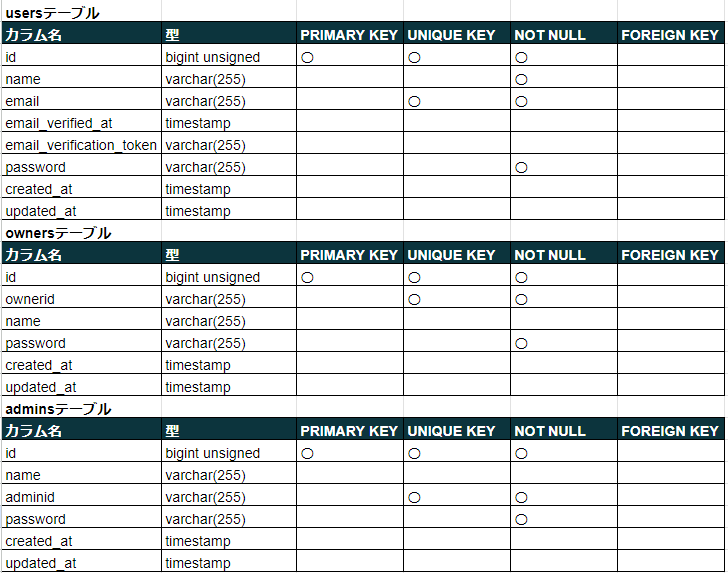 usersテーブル
カラム名 型 PRIMARY KEY UNIQUE KEY NOT NULL FOREIGN KEY
id bigint unsigned ○ ○ ○
name varchar(255) ○
email varchar(255) ○ ○
email_verified_at timestamp
email_verification_token varchar(255)
password varchar(255) ○
created_at timestamp
updated_at timestamp
ownersテーブル
カラム名 型 PRIMARY KEY UNIQUE KEY NOT NULL FOREIGN KEY
id bigint unsigned ○ ○ ○
ownerid varchar(255) ○ ○
name varchar(255)
password varchar(255) ○
created_at timestamp
updated_at timestamp
adminsテーブル
カラム名 型 PRIMARY KEY UNIQUE KEY NOT NULL FOREIGN KEY
id bigint unsigned ○ ○ ○
name varchar(255)
adminid varchar(255) ○ ○
password varchar(255) ○
created_at timestamp
updated_at timestamp